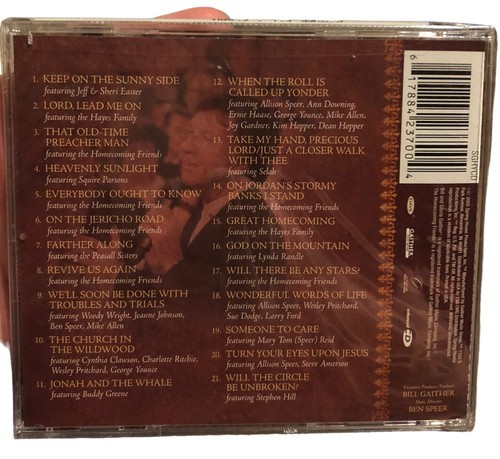 1. KEEP ON THE SUNNY SIDE
featuring Jeff & Sheri Easter
2. LORD, LEAD ME ON
featuring the Hayes Family
3. THAT OLD-TIME
PREACHER MAN
featuring the Homecoming Friends
4. HEAVENLY SUNLIGHT
featuring Squire Parsons
5. EVERYBODY OUGHT TO KNOW
featuring the Homecoming Friends
6. ON THE JERICHO ROAD
featuring the Homecoming Friends
7. FARTHER ALONG
featuring the Peasall Sisters
8. REVIVE US AGAIN
featuring the Homecoming Friends
9. WE'LL SOON BE DONE WITH
TROUBLES AND TRIALS
featuring Woody Wright, Jeanne Johnson,
Ben Speer, Mike Allen
10. THE CHURCH IN
THE WILDWOOD
featuring Cynthia Clawson, Charlotte Ritchie,
Wesley Pritchard, George Younce
11. JONAH AND THE WHALE
featuring Buddy Greene
12. WHEN THE ROLL IS
CALLED UP YONDER
featuring Allison Speer, Ann Downing,
Ernie Haase, George Younce, Mike Allen,
Joy Gardner, Kim Hopper, Dean Hopper
13. TAKE MY HAND, PRECIOUS
LORD/JUST A CLOSER WALK
WITH THEE
featuring Selah
14. ON JORDAN'S STORMY
BANKS I STAND
featuring the Homecoming Friends
15. GREAT HOMECOMING
featuring the Hayes Family
16. GOD ON THE MOUNTAIN
featuring Lynda Randle
17. WILL THERE BE ANY STARS?
featuring the Homecoming Friends
18. WONDERFUL WORDS OF LIFE
featuring Allison Speer, Wesley Pritchard,
Sue Dodge, Larry Ford
19. SOMEONE TO CARE
featuring Mary Tom (Speer) Reid
20. TURN YOUR EYES UPON JESUS
featuring Allison Speer, Steve Amerson
21. WILL THE CIRCLE
BE UNBROKEN?
featuring Stephen Hill
6 17884 23700 4
GAITHER
Executive Producer/Producer
BILL GAITHER
Music Director
BEN SPEER